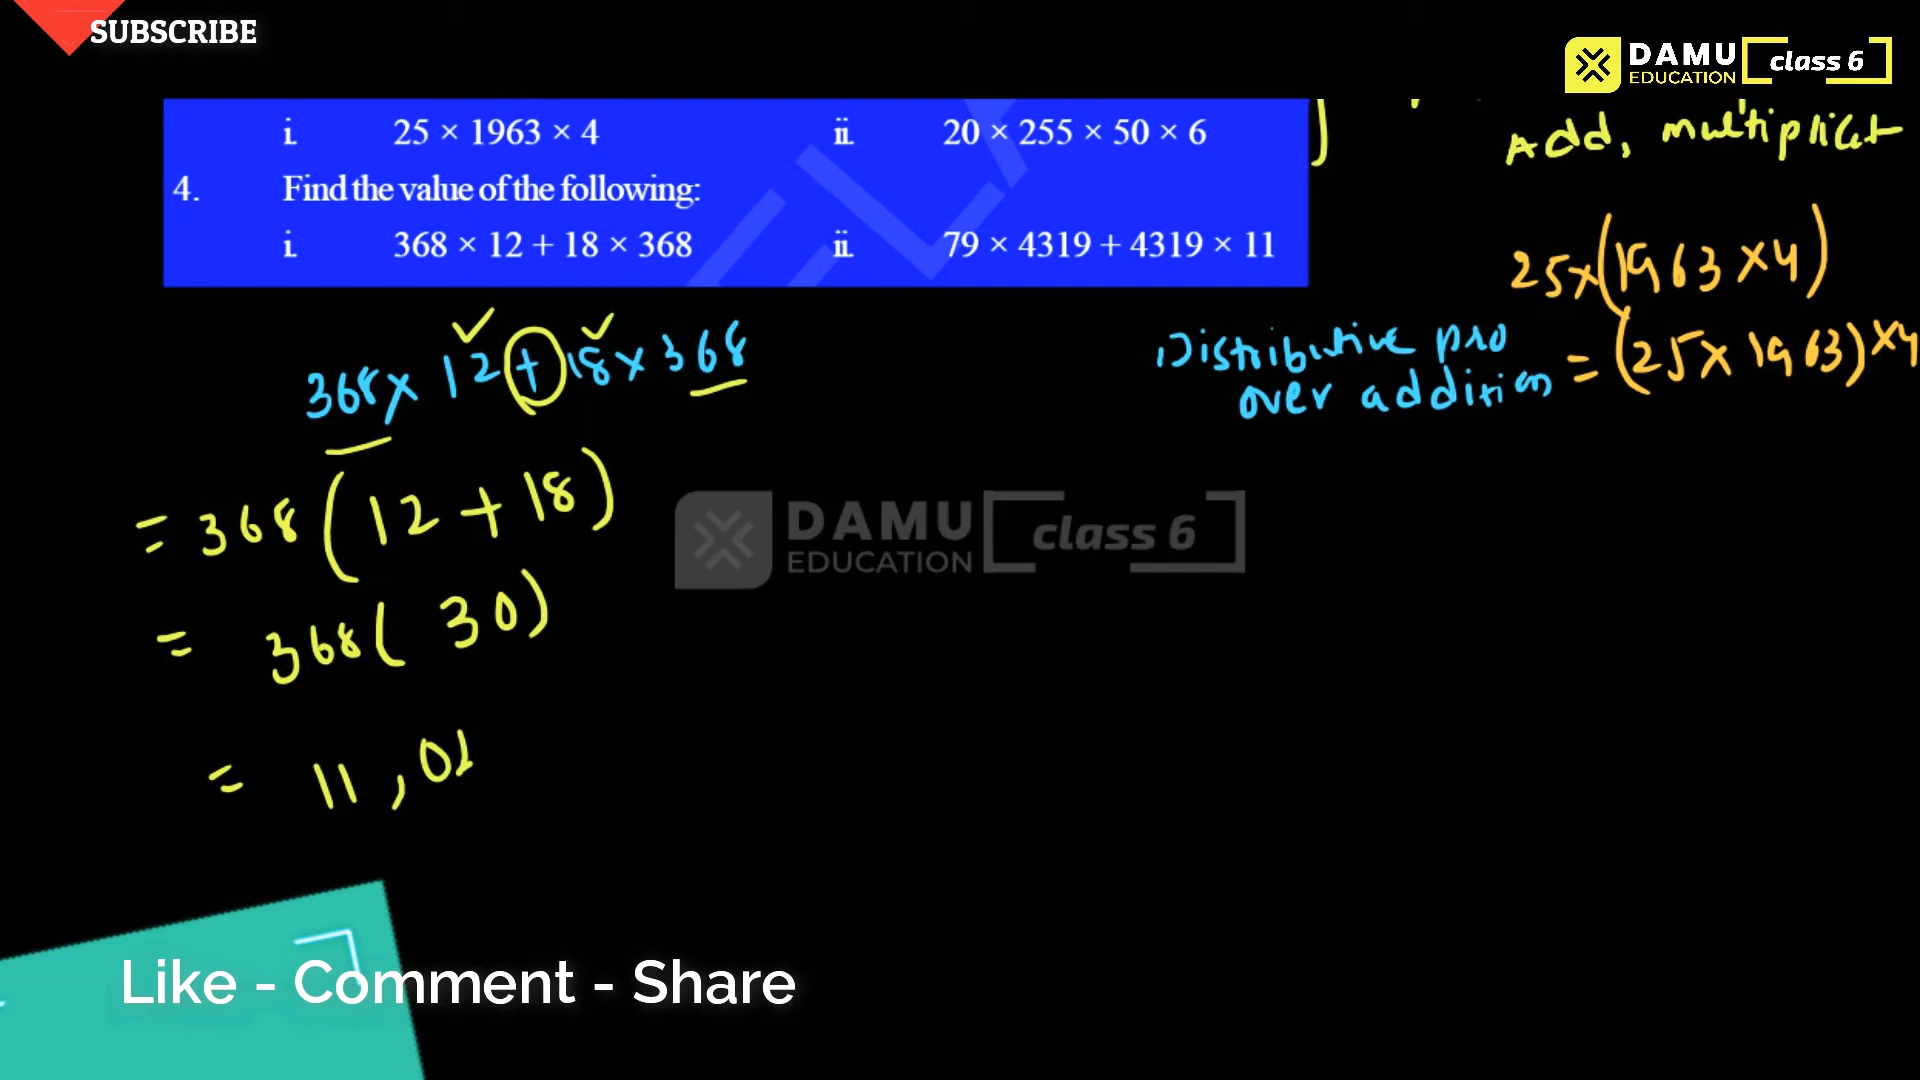 SUBSCRIBE
DAMU EDUCATION class 6
i. 25 × 1963 × 4 ii. 20 × 255 × 50 × 6
4. Find the value of the following:
i. 368 × 12 + 18 × 368 ii. 79 × 4319 + 4319 × 11
Add, multiplicat
25×(1963×4)
= (25×1963)×4
Distributive pro
over addition
368× 12 + 18 × 368
= 368 (12 + 18)
= 368( 30)
= 11,01
DAMU EDUCATION class 6
Like - Comment - Share